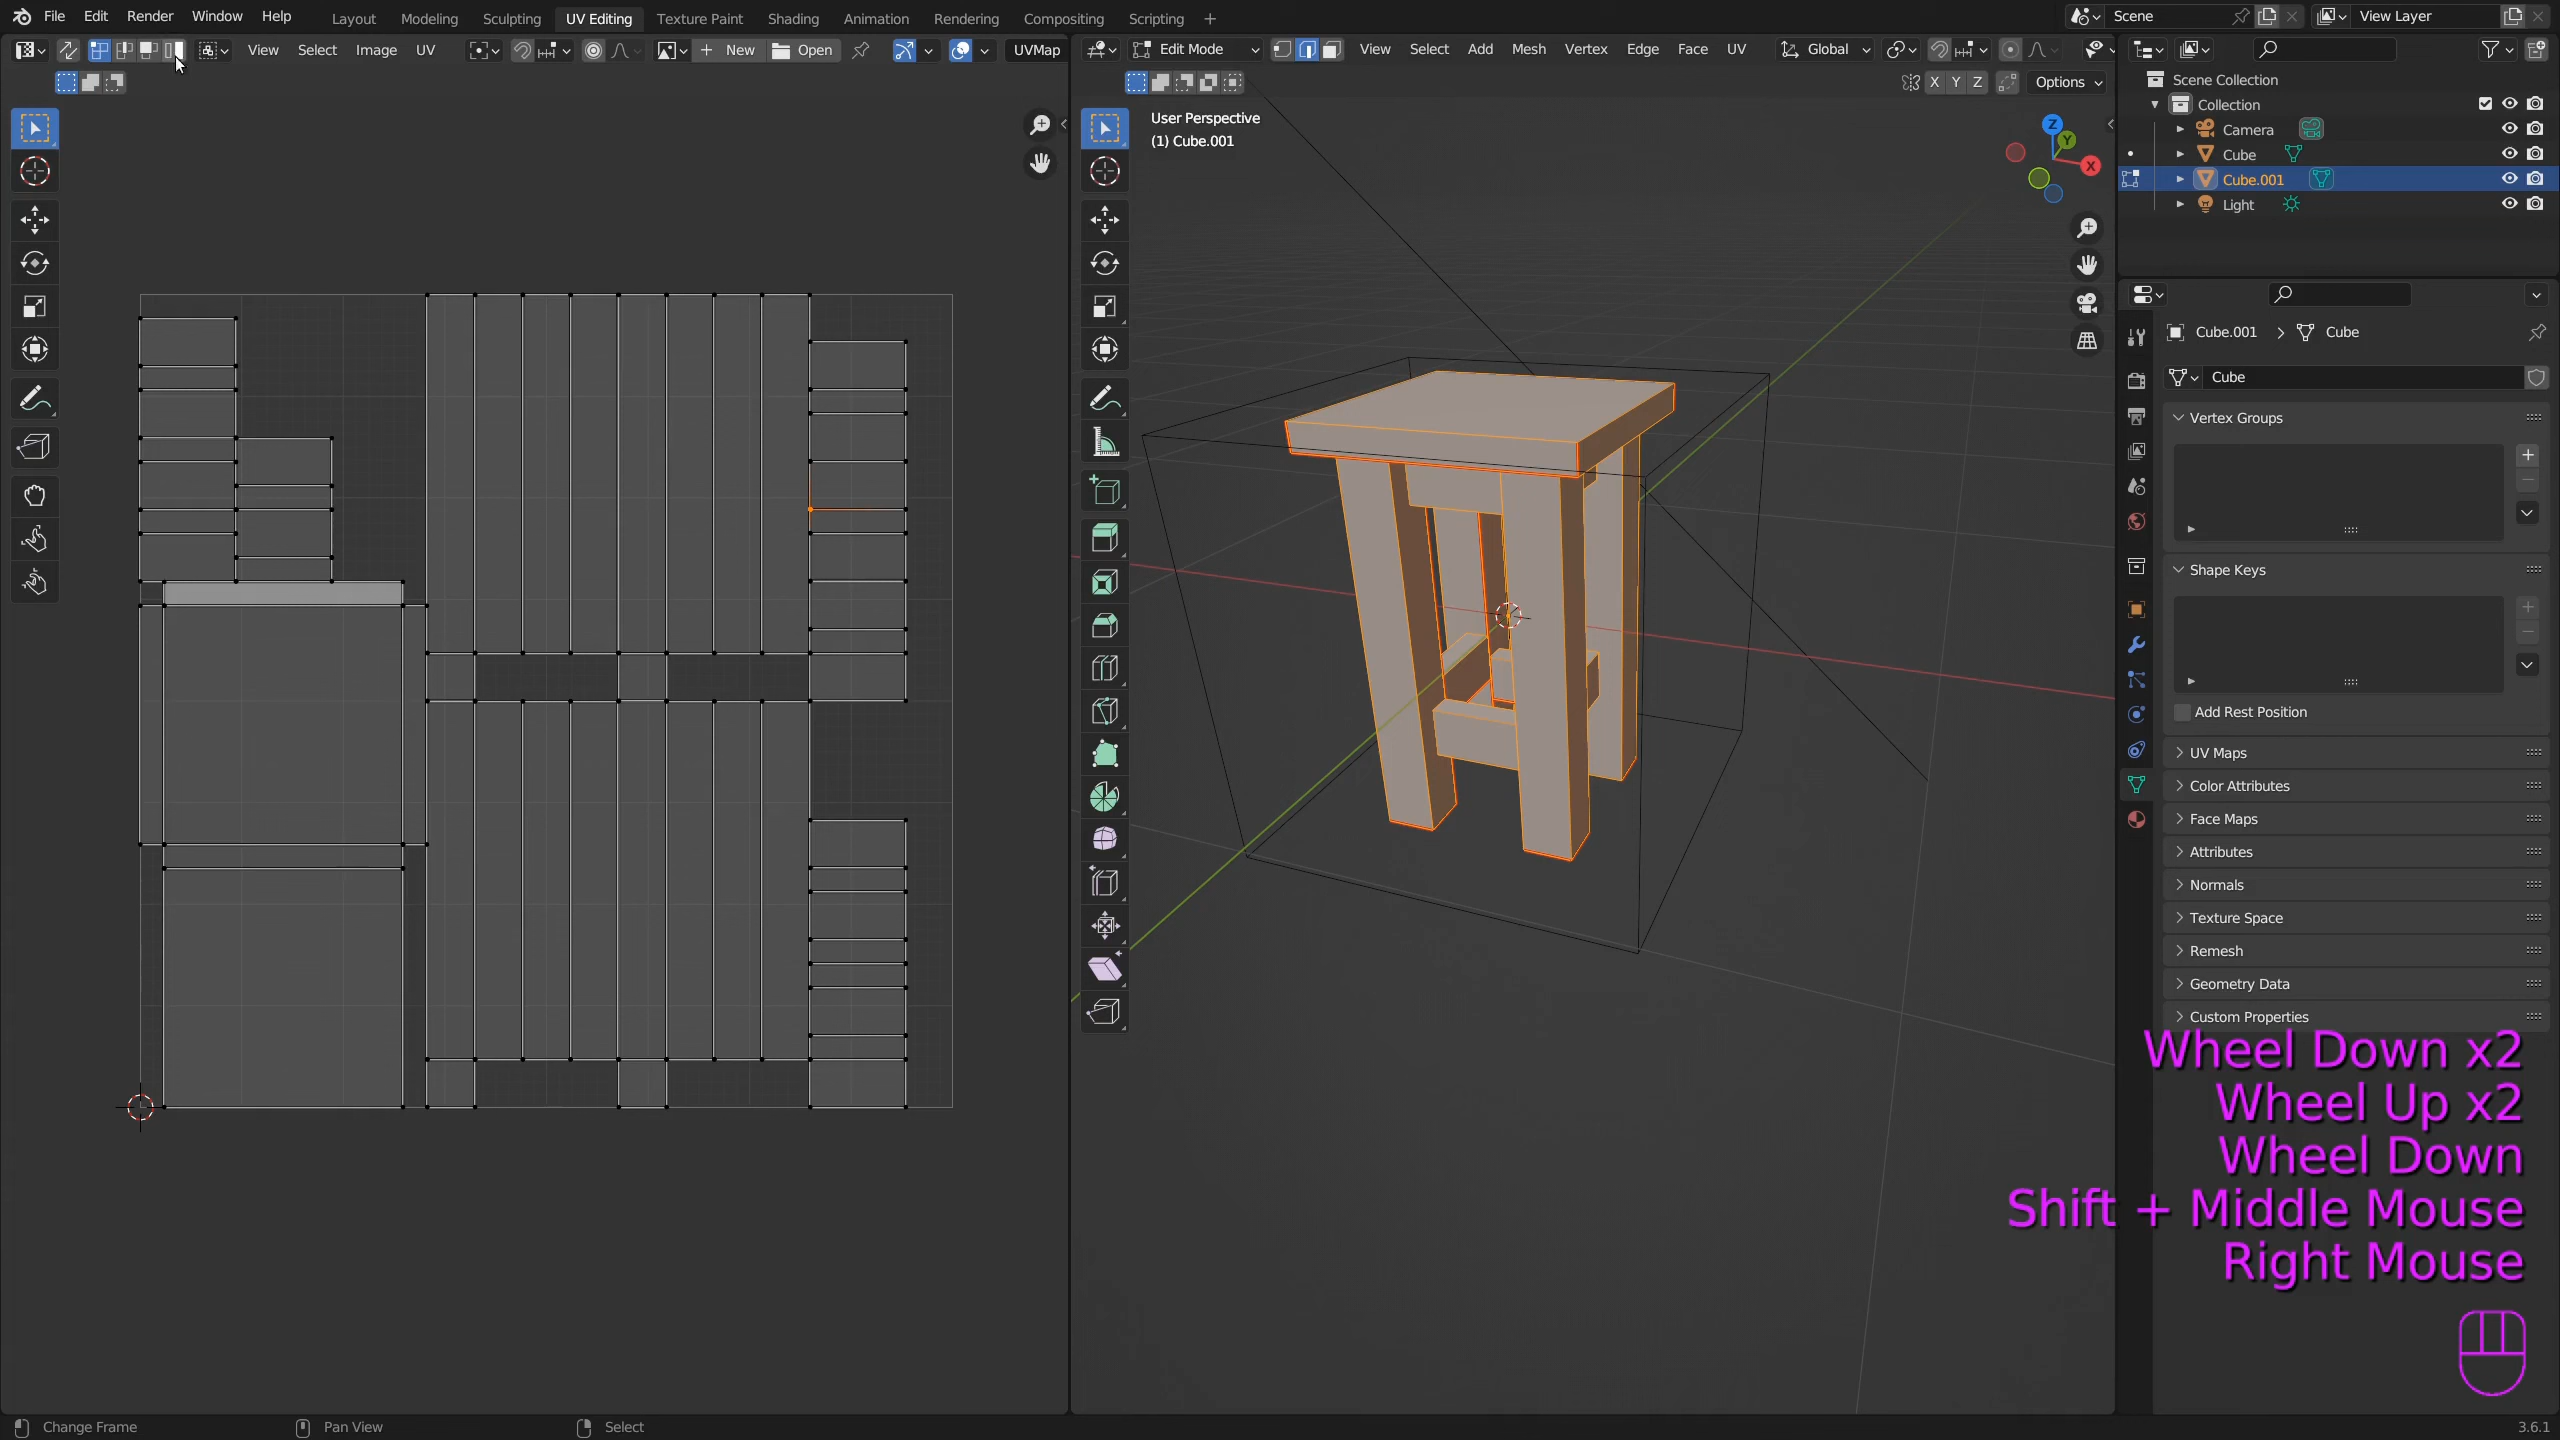 File Edit Render Window Help
Layout Modeling Sculpting UV Editing Texture Paint Shading Animation Rendering Compositing Scripting
Scene
View Layer
View Select Image UV
New Open
UVMap
Edit Mode
View Select Add Mesh Vertex Edge Face UV
Global
X Y Z
Options
User Perspective
(1) Cube.001
Z
Y
X
Scene Collection
Collection
Camera
Cube
Cube.001
Light
Cube.001 Cube
Cube
Vertex Groups
Shape Keys
Add Rest Position
UV Maps
Color Attributes
Face Maps
Attributes
Normals
Texture Space
Remesh
Geometry Data
Custom Properties
Wheel Down x2
Wheel Up x2
Wheel Down
Shift + Middle Mouse
Right Mouse
Change Frame Pan View Select
3.6.1